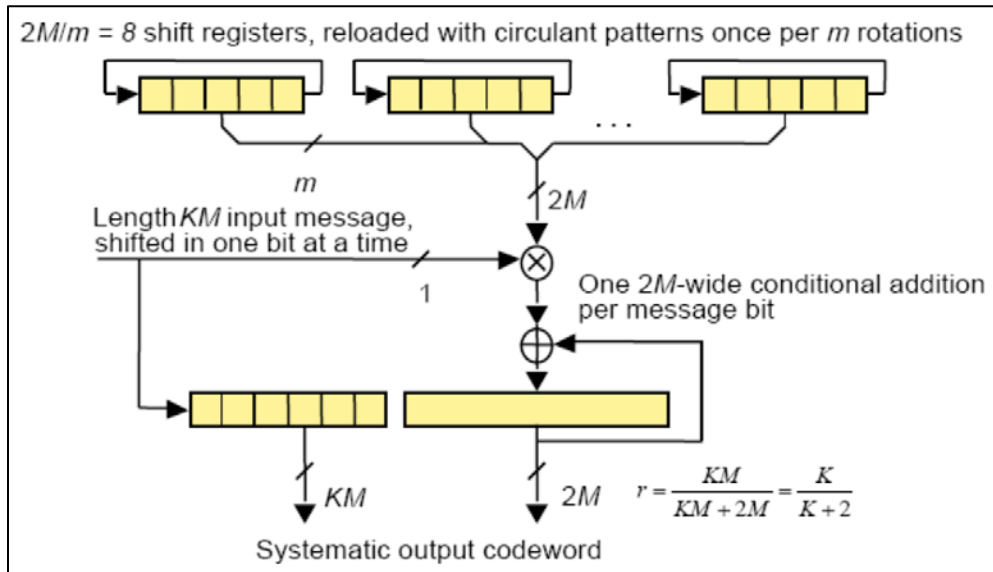 2M/m = 8 shift registers, reloaded with circulant patterns once per m rotations
. . .
m
2M
Length KM input message,
shifted in one bit at a time
1
One 2M-wide conditional addition
per message bit
KM
2M
r = KM / (KM + 2M) = K / (K + 2)
Systematic output codeword